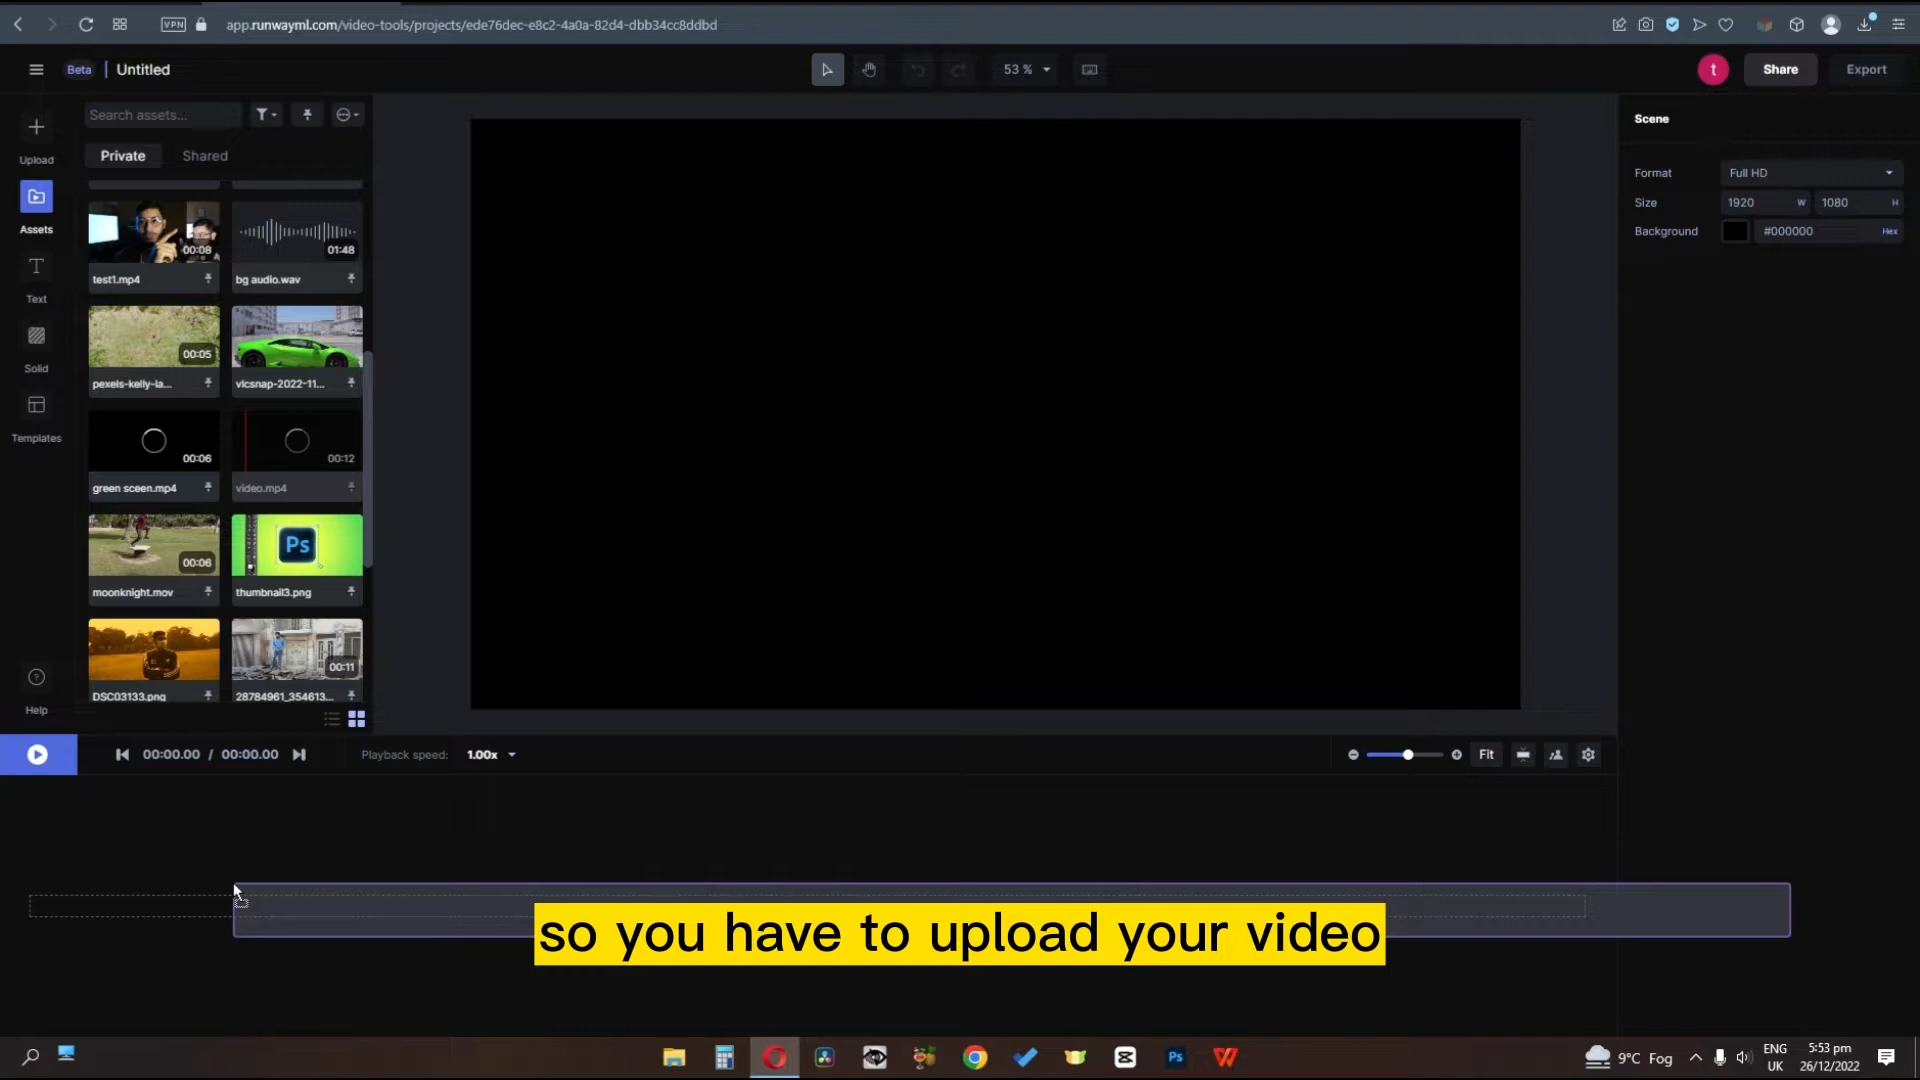 VPN
app.runwayml.com/video-tools/projects/ede76dec-e8c2-4a0a-82d4-dbb34cc8ddbd
Beta
Untitled
53 %
t
Share
Export
Search assets...
Upload
Private
Shared
Assets
Text
Solid
Templates
Help
00:08
test1.mp4
01:48
bg audio.wav
00:05
pexels-kelly-la...
vlcsnap-2022-11...
00:06
green sceen.mp4
00:12
video.mp4
00:06
moonknight.mov
Ps
thumbnail3.png
DSC03133.png
00:11
28784961_354613...
Scene
Format
Full HD
Size
1920
W
1080
H
Background
#000000
Hex
00:00.00 / 00:00.00
Playback speed:
1.00x
Fit
so you have to upload your video
Ps
9°C Fog
ENG
UK
5:53 pm
26/12/2022